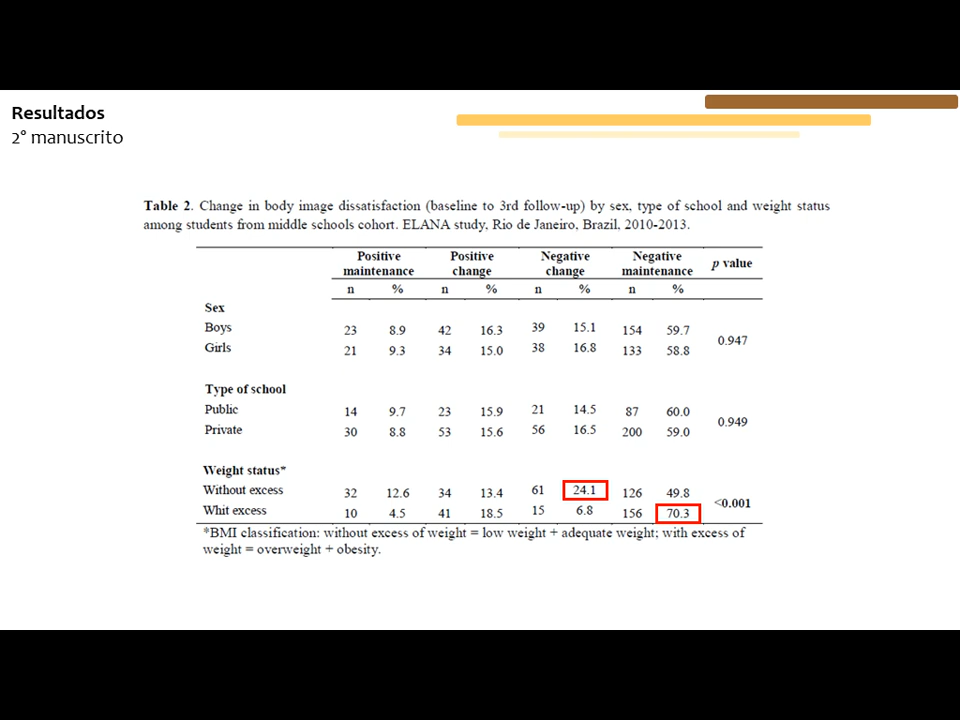 Resultados
2° manuscrito
Table 2. Change in body image dissatisfaction (baseline to 3rd follow-up) by sex, type of school and weight status
among students from middle schools cohort. ELANA study, Rio de Janeiro, Brazil, 2010-2013.
Positive maintenance Positive change Negative change Negative maintenance p value
n % n % n % n %
Sex
Boys 23 8.9 42 16.3 39 15.1 154 59.7
0.947
Girls 21 9.3 34 15.0 38 16.8 133 58.8
Type of school
Public 14 9.7 23 15.9 21 14.5 87 60.0
0.949
Private 30 8.8 53 15.6 56 16.5 200 59.0
Weight status*
Without excess 32 12.6 34 13.4 61 24.1 126 49.8
<0.001
Whit excess 10 4.5 41 18.5 15 6.8 156 70.3
*BMI classification: without excess of weight = low weight + adequate weight; with excess of
weight = overweight + obesity.